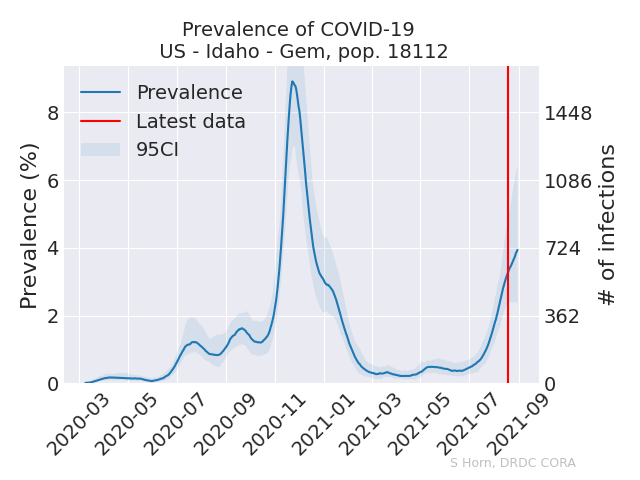 Prevalence of COVID-19
US - Idaho - Gem, pop. 18112
Prevalence
Latest data
95CI
Prevalence (%)
8
6
4
2
0
1448
1086
724
362
0
# of infections
2020-03
2020-05
2020-07
2020-09
2020-11
2021-01
2021-03
2021-05
2021-07
2021-09
S Horn, DRDC CORA